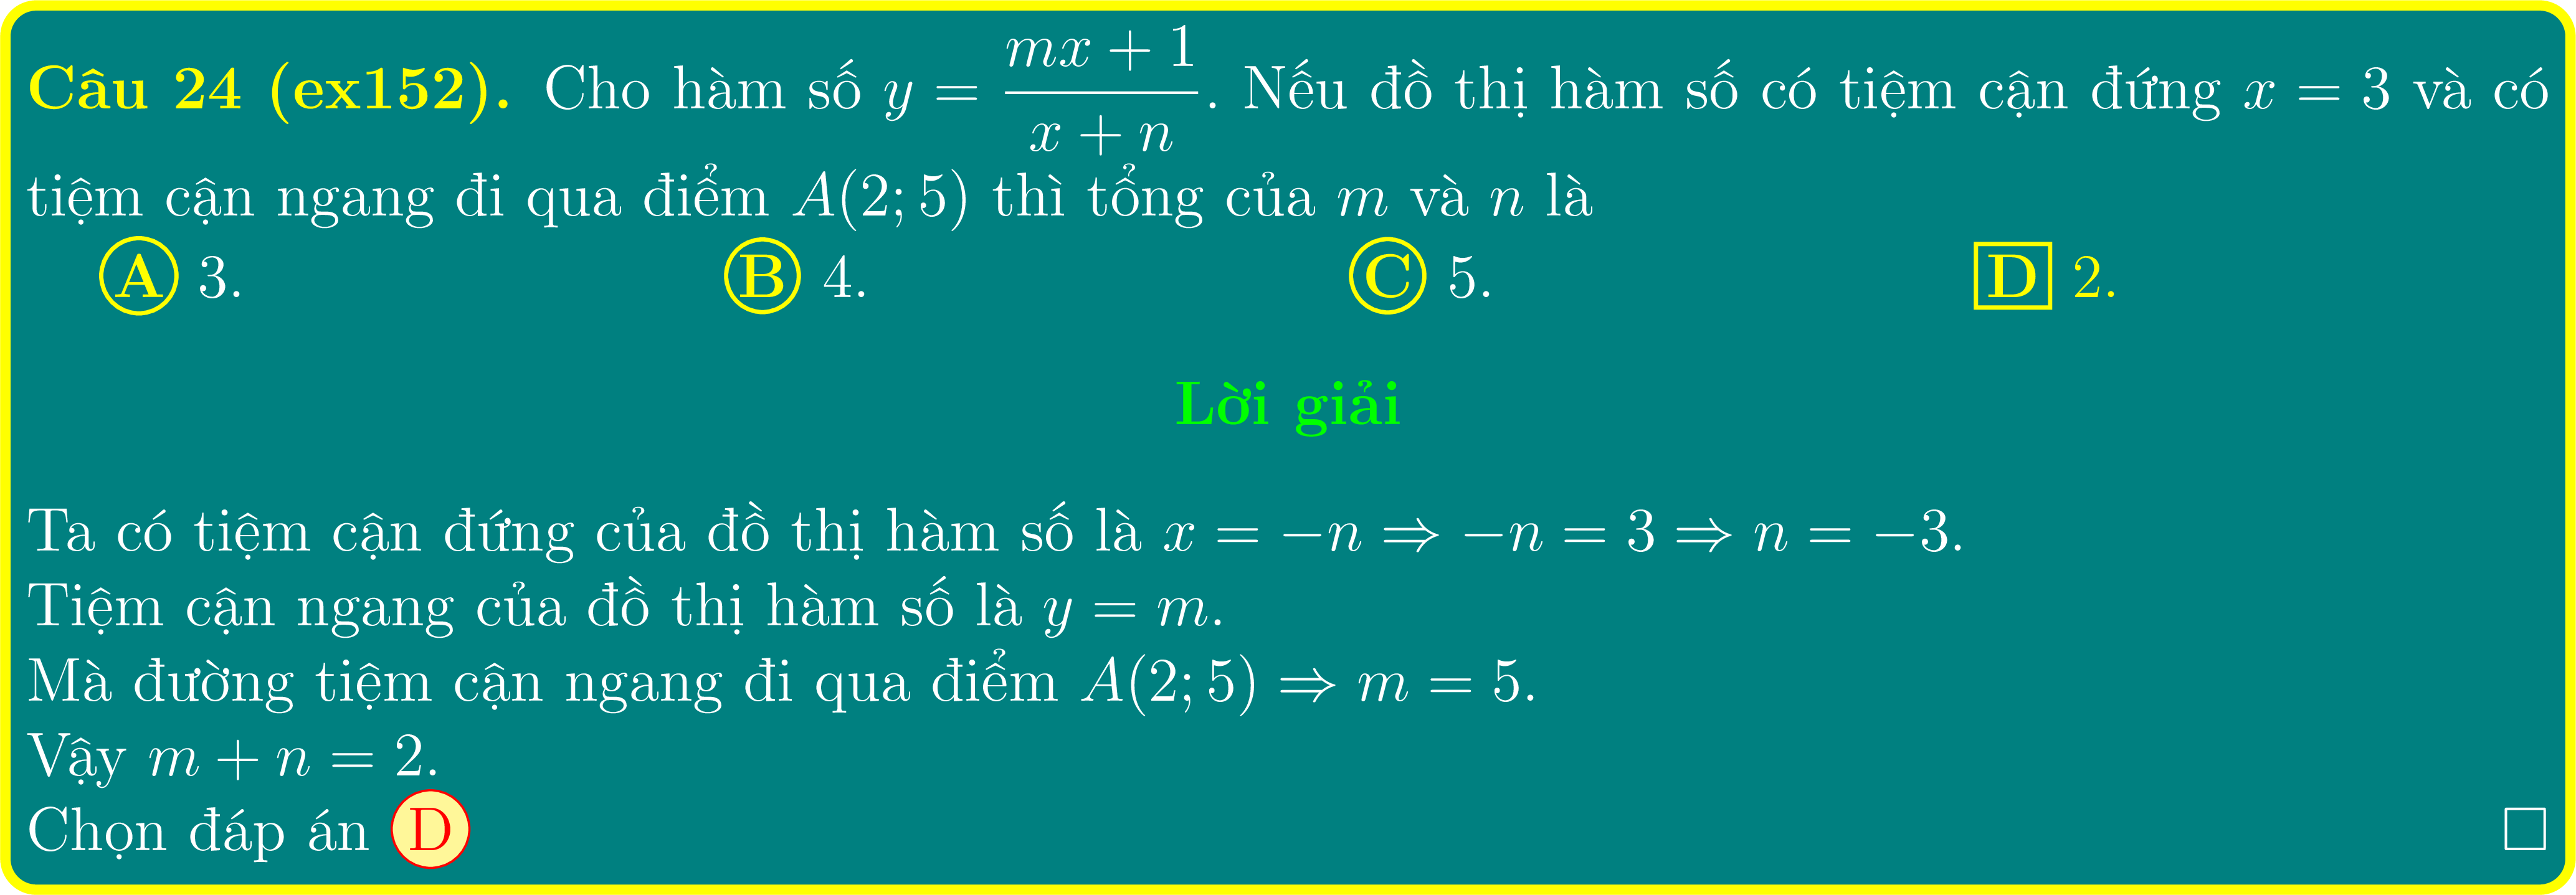 Câu 24 (ex152). Cho hàm số y = \frac{mx + 1}{x + n}. Nếu đồ thị hàm số có tiệm cận đứng x = 3 và có
tiệm cận ngang đi qua điểm A(2; 5) thì tổng của m và n là
A 3. B 4. C 5. D 2.
Lời giải
Ta có tiệm cận đứng của đồ thị hàm số là x = −n ⇒ −n = 3 ⇒ n = −3.
Tiệm cận ngang của đồ thị hàm số là y = m.
Mà đường tiệm cận ngang đi qua điểm A(2; 5) ⇒ m = 5.
Vậy m + n = 2.
Chọn đáp án D □